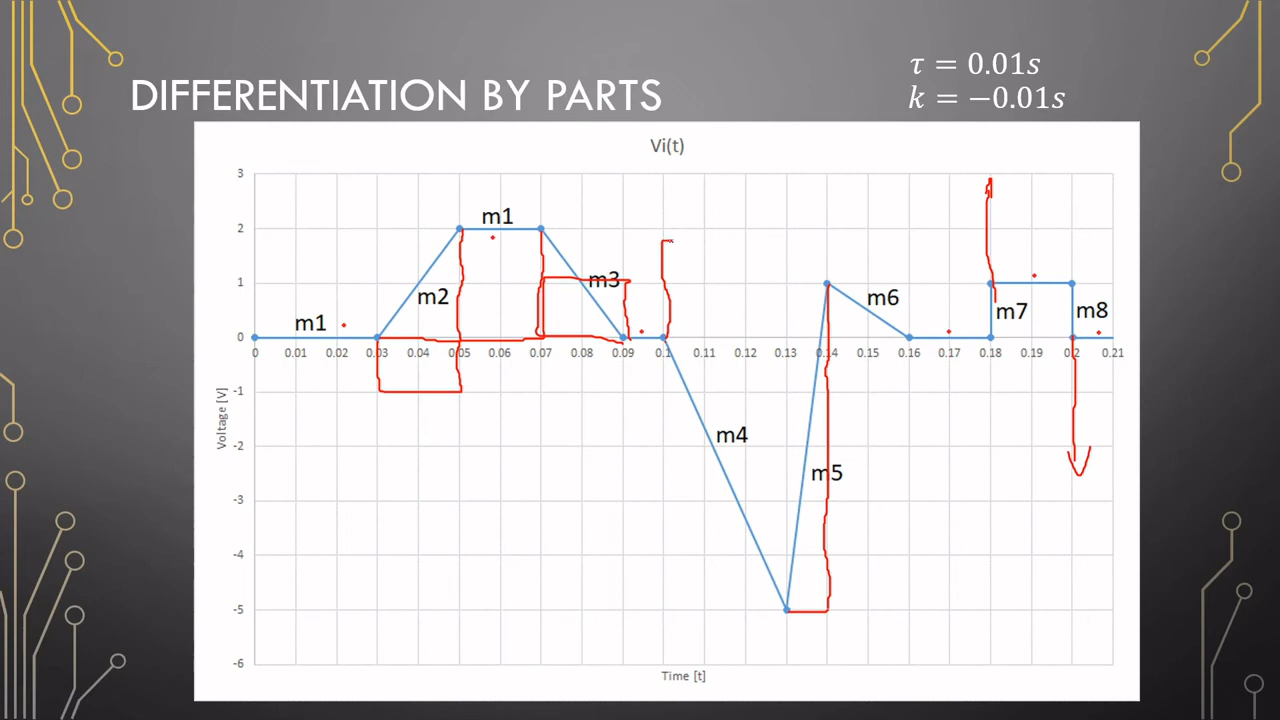 τ = 0.01s
DIFFERENTIATION BY PARTS
k = −0.01s
Vi(t)
3
2
m1
1
m3
m2
m6
m7
m8
m1
0
0 0.01 0.02 0.03 0.04 0.05 0.06 0.07 0.08 0.09 0.1 0.11 0.12 0.13 0.14 0.15 0.16 0.17 0.18 0.19 0.2 0.21
-1
Voltage [V]
-2
m4
m5
-3
-4
-5
-6
Time [t]